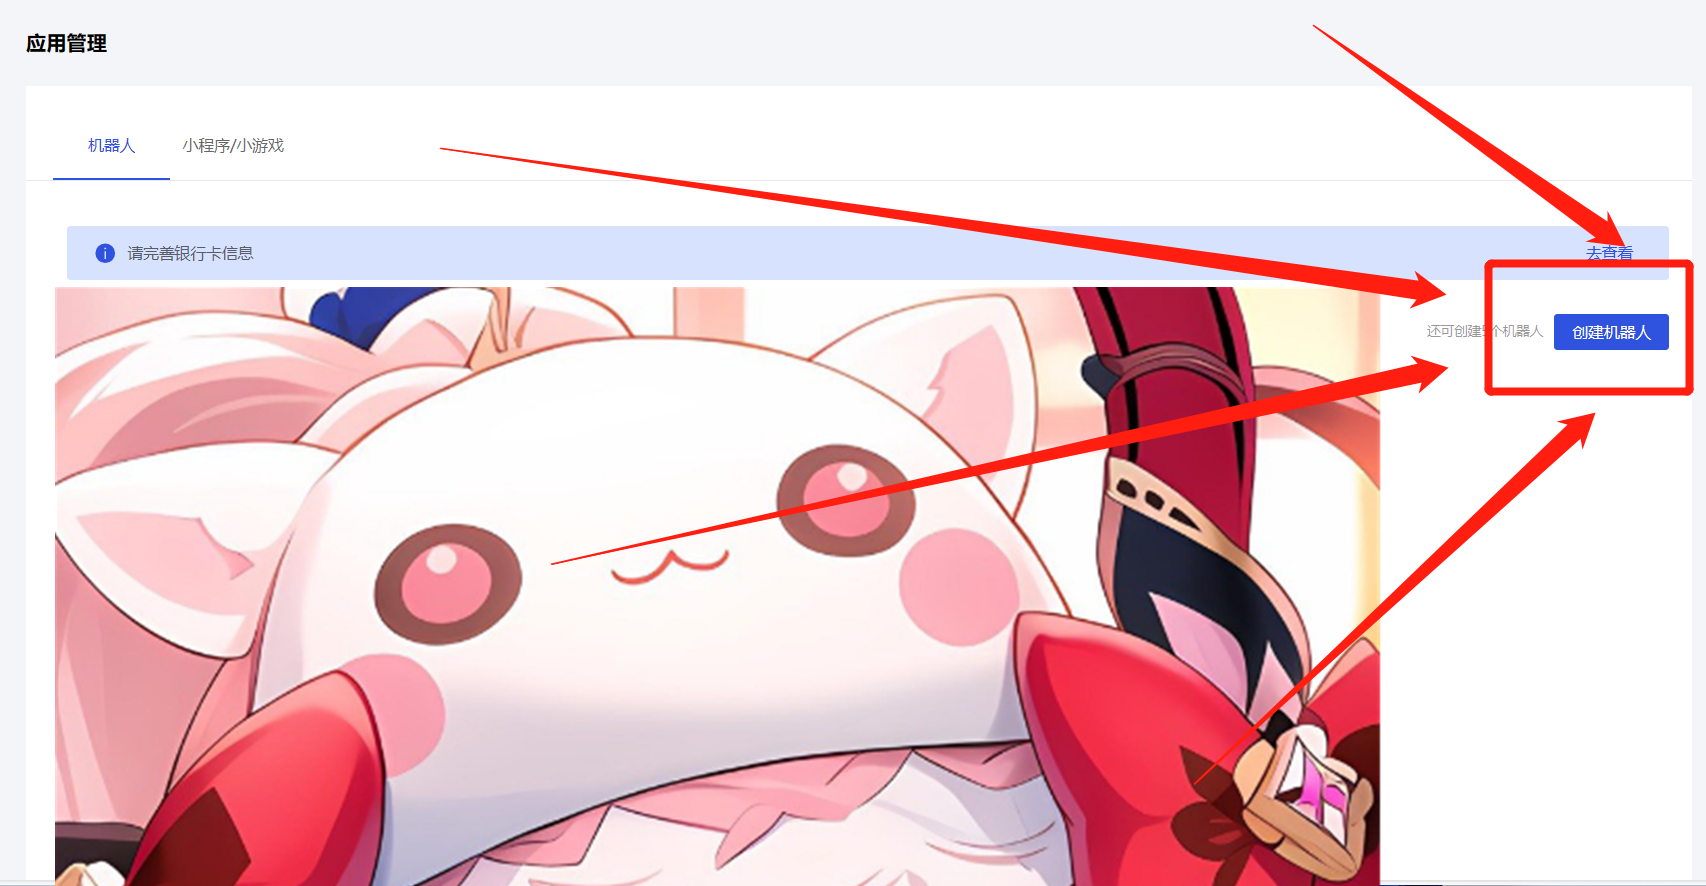 应用管理
机器人
小程序/小游戏
请完善银行卡信息
去查看
还可创建5个机器人
创建机器人